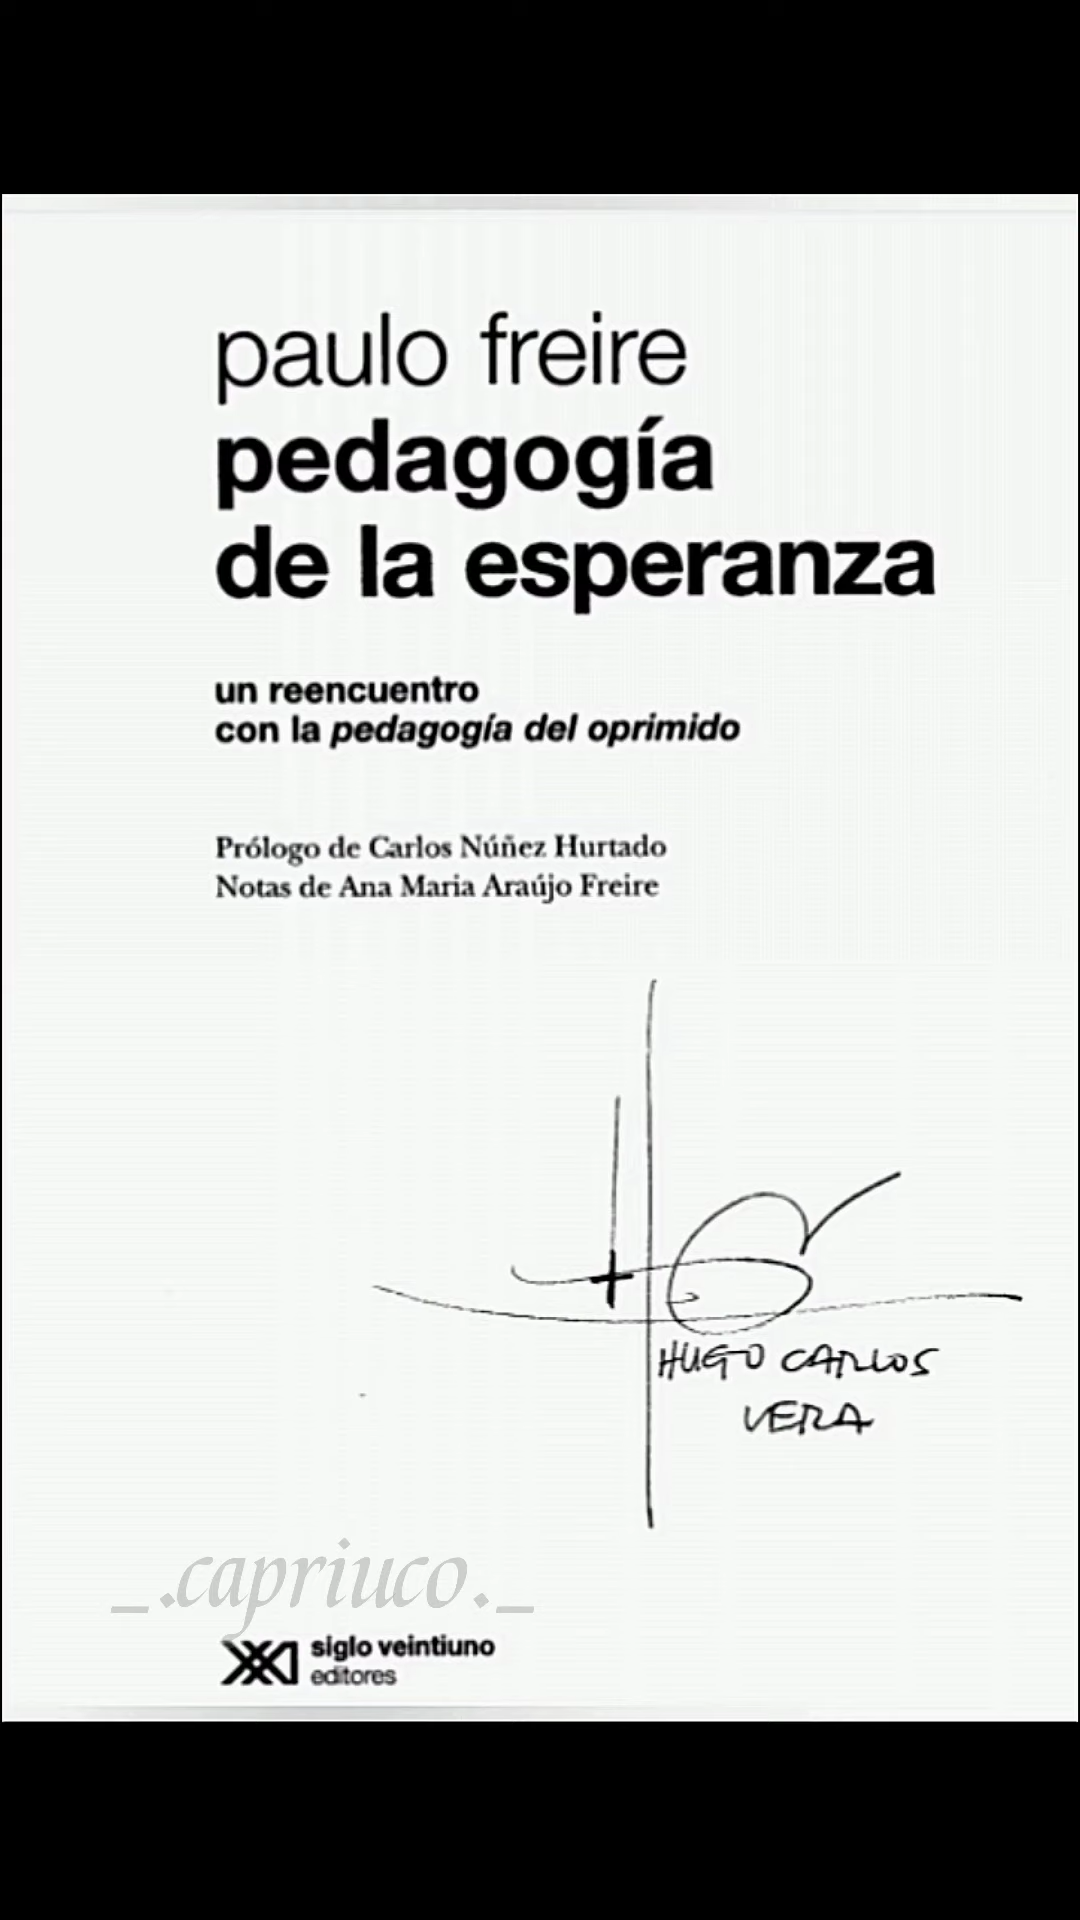 paulo freire
pedagogía
de la esperanza
un reencuentro
con la pedagogía del oprimido
Prólogo de Carlos Núñez Hurtado
Notas de Ana Maria Araújo Freire
HUGO CARLOS
VERA
_.capriuco._
siglo veintiuno
editores